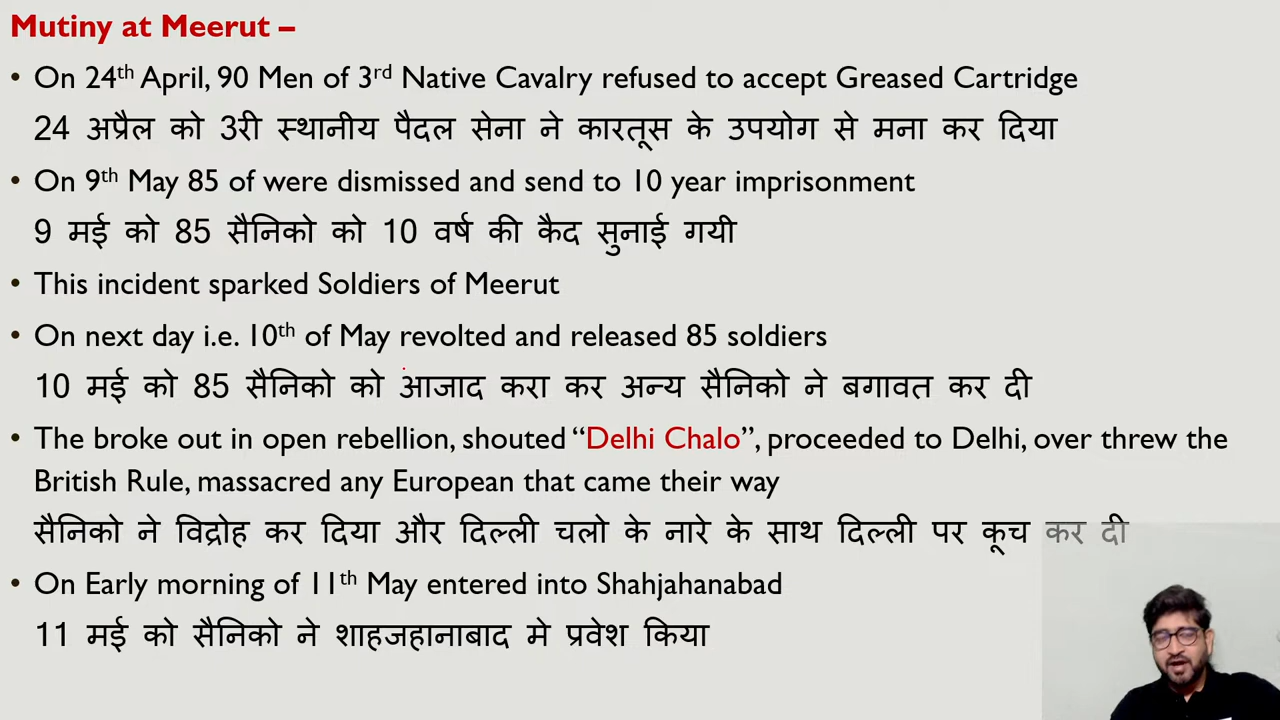 Mutiny at Meerut –
• On 24th April, 90 Men of 3rd Native Cavalry refused to accept Greased Cartridge
24 अप्रैल को 3री स्थानीय पैदल सेना ने कारतूस के उपयोग से मना कर दिया
• On 9th May 85 of were dismissed and send to 10 year imprisonment
9 मई को 85 सैनिको को 10 वर्ष की कैद सुनाई गयी
• This incident sparked Soldiers of Meerut
• On next day i.e. 10th of May revolted and released 85 soldiers
10 मई को 85 सैनिको को आजाद करा कर अन्य सैनिको ने बगावत कर दी
• The broke out in open rebellion, shouted “Delhi Chalo”, proceeded to Delhi, over threw the
British Rule, massacred any European that came their way
सैनिको ने विद्रोह कर दिया और दिल्ली चलो के नारे के साथ दिल्ली पर कूच कर दी
• On Early morning of 11th May entered into Shahjahanabad
11 मई को सैनिको ने शाहजहानाबाद मे प्रवेश किया